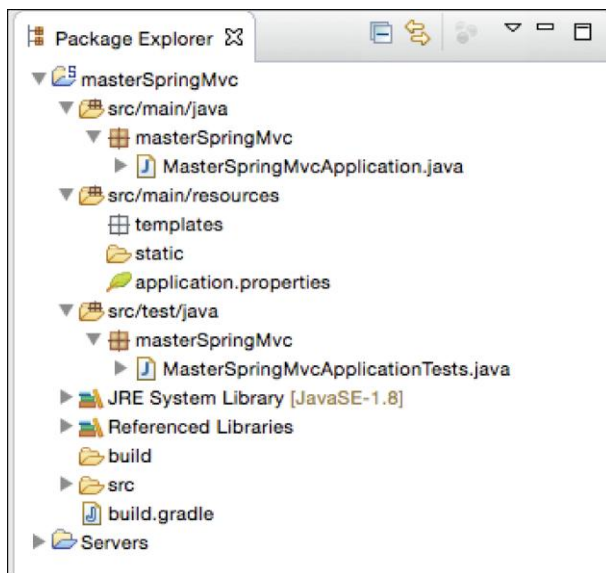 Package Explorer
masterSpringMvc
src/main/java
masterSpringMvc
MasterSpringMvcApplication.java
src/main/resources
templates
static
application.properties
src/test/java
masterSpringMvc
MasterSpringMvcApplicationTests.java
JRE System Library [JavaSE-1.8]
Referenced Libraries
build
src
build.gradle
Servers